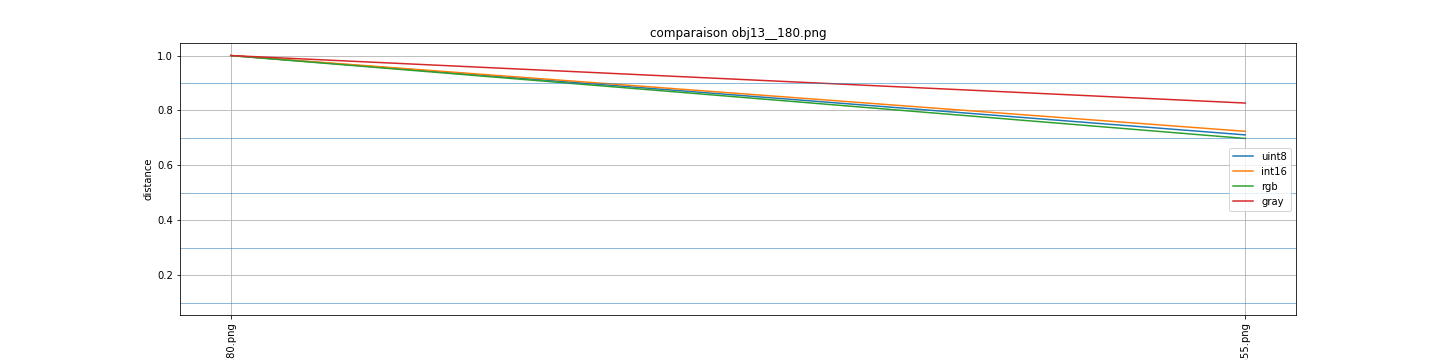 comparaison obj13__180.png
1.0
0.8
0.6
0.4
0.2
distance
uint8
int16
rgb
gray
80.png
55.png